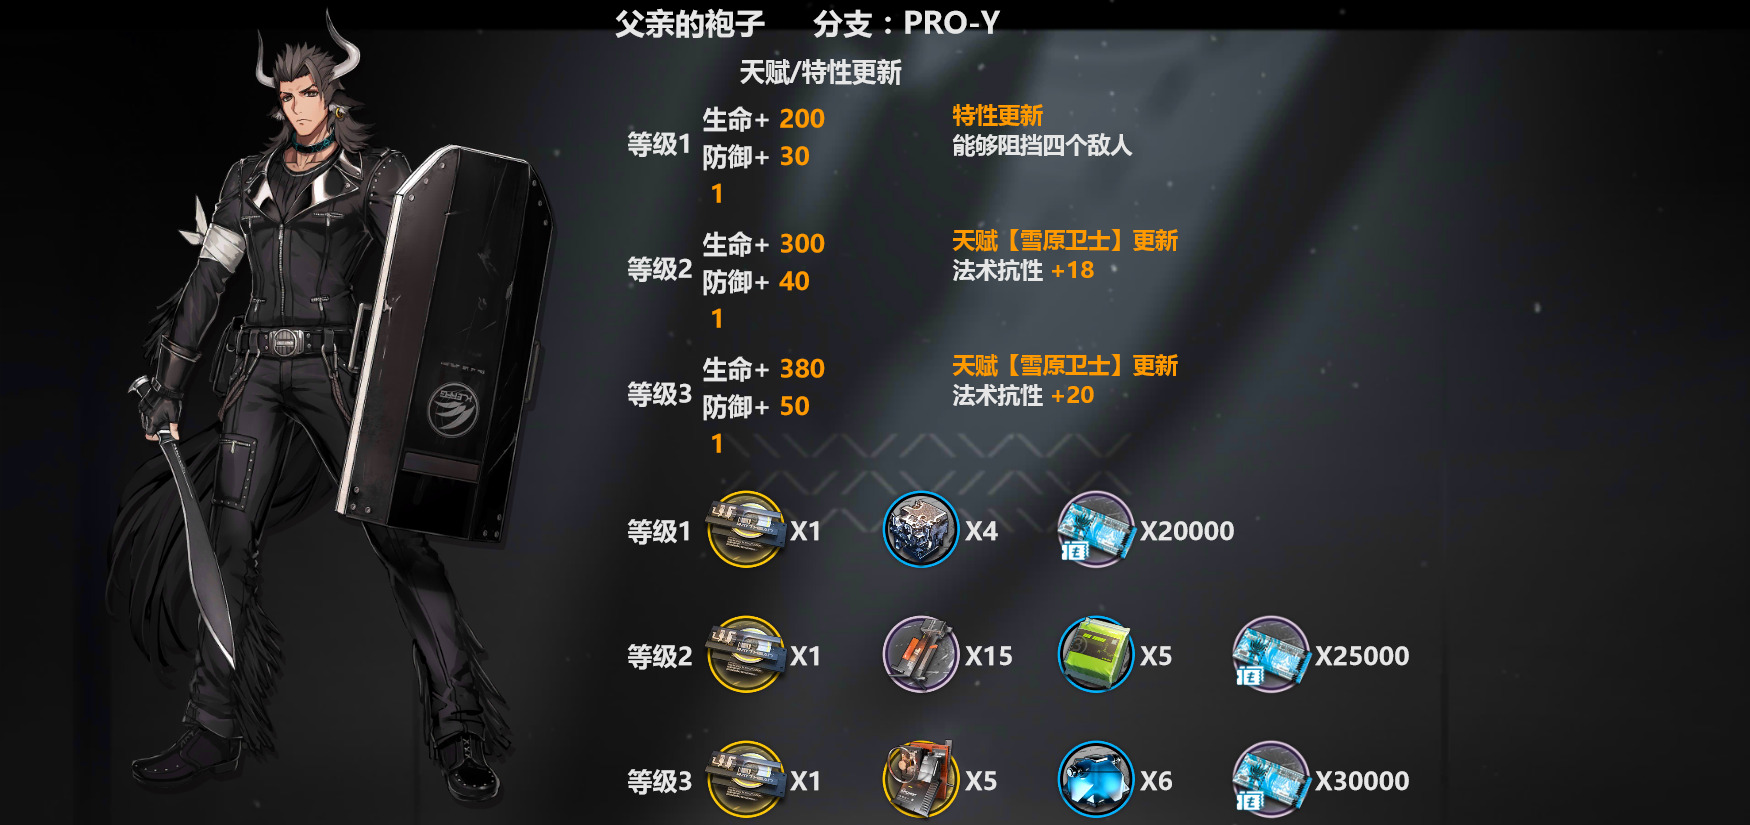 父亲的袍子 分支：PRO-Y
天赋/特性更新
等级1
生命+ 200
防御+ 30
1
特性更新
能够阻挡四个敌人
等级2
生命+ 300
防御+ 40
1
天赋【雪原卫士】更新
法术抗性 +18
等级3
生命+ 380
防御+ 50
1
天赋【雪原卫士】更新
法术抗性 +20
等级1 X1 X4 X20000
等级2 X1 X15 X5 X25000
等级3 X1 X5 X6 X30000